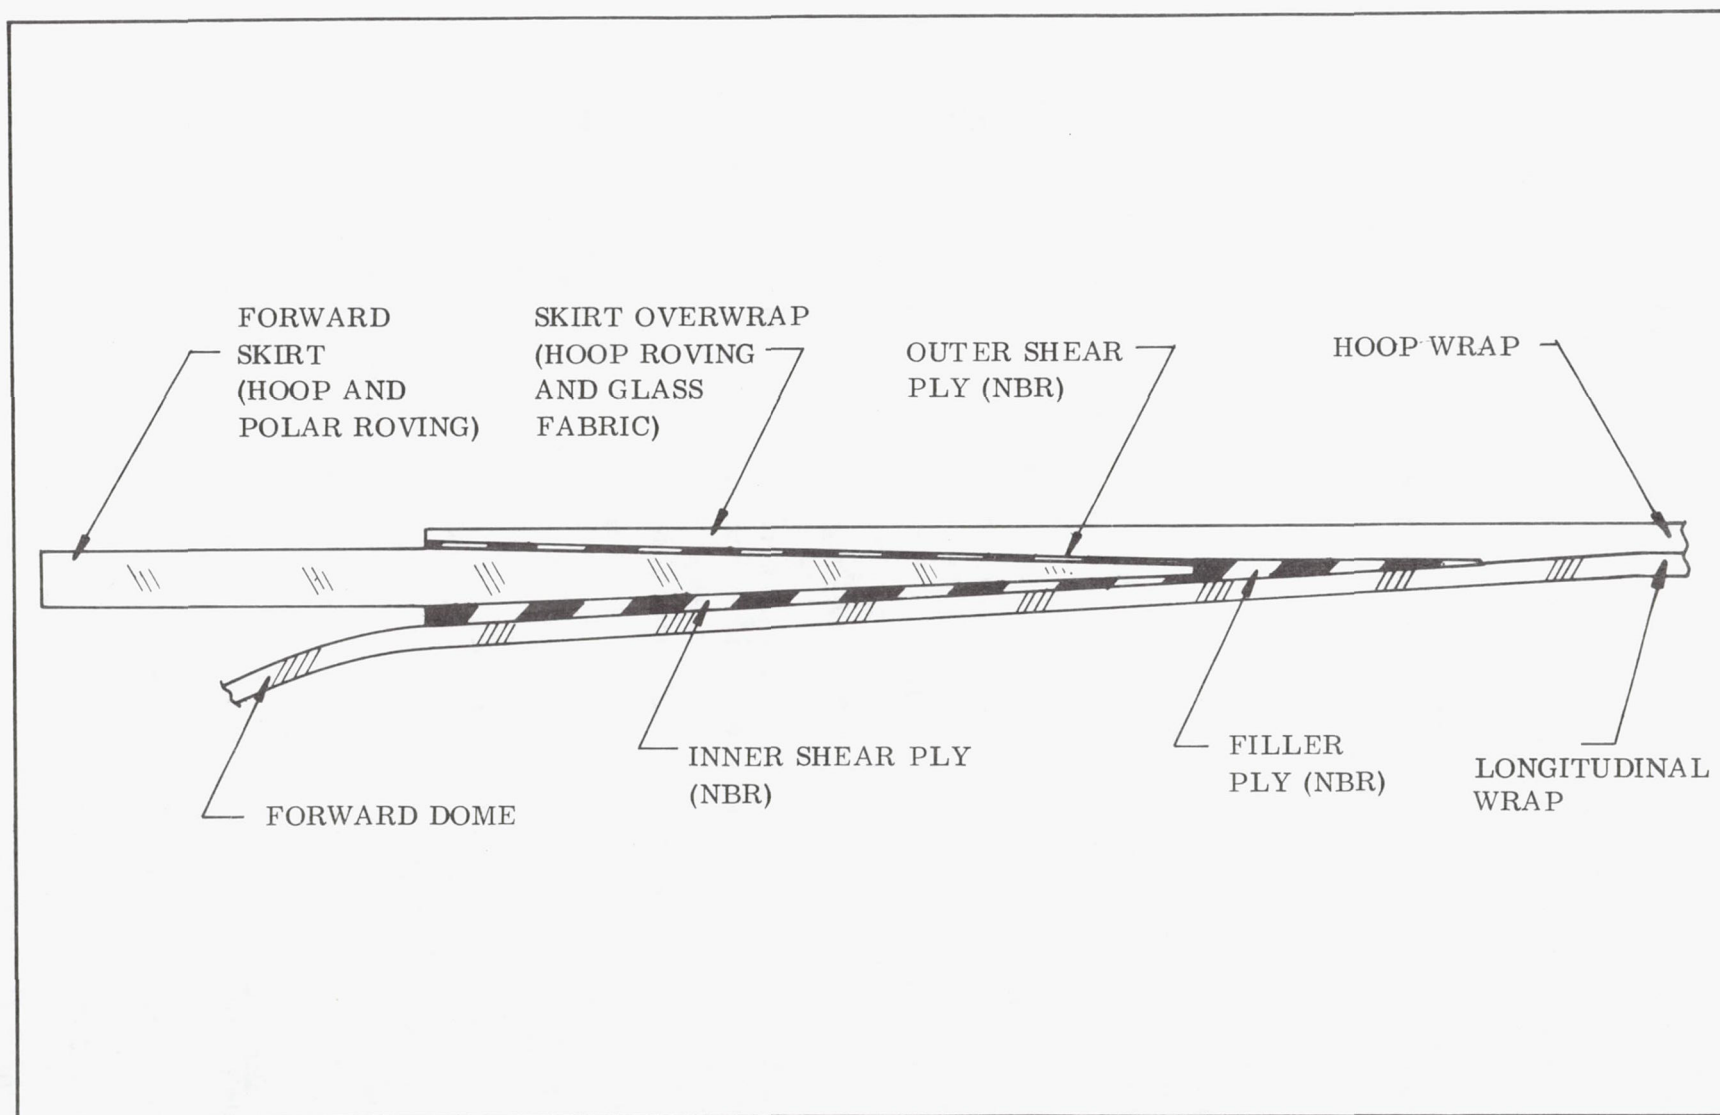 FORWARD
SKIRT
(HOOP AND
POLAR ROVING)
SKIRT OVERWRAP
(HOOP ROVING
AND GLASS
FABRIC)
OUTER SHEAR
PLY (NBR)
HOOP WRAP
FORWARD DOME
INNER SHEAR PLY
(NBR)
FILLER
PLY (NBR)
LONGITUDINAL
WRAP